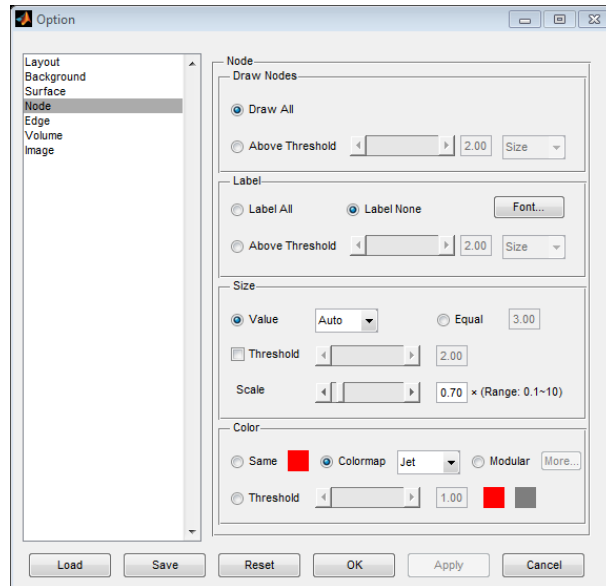 Option
Layout
Background
Surface
Node
Edge
Volume
Image
Node
Draw Nodes
Draw All
Above Threshold 2.00 Size
Label
Label All Label None Font...
Above Threshold 2.00 Size
Size
Value Auto Equal 3.00
Threshold 2.00
Scale 0.70 × (Range: 0.1~10)
Color
Same Colormap Jet Modular More...
Threshold 1.00
Load Save Reset OK Apply Cancel